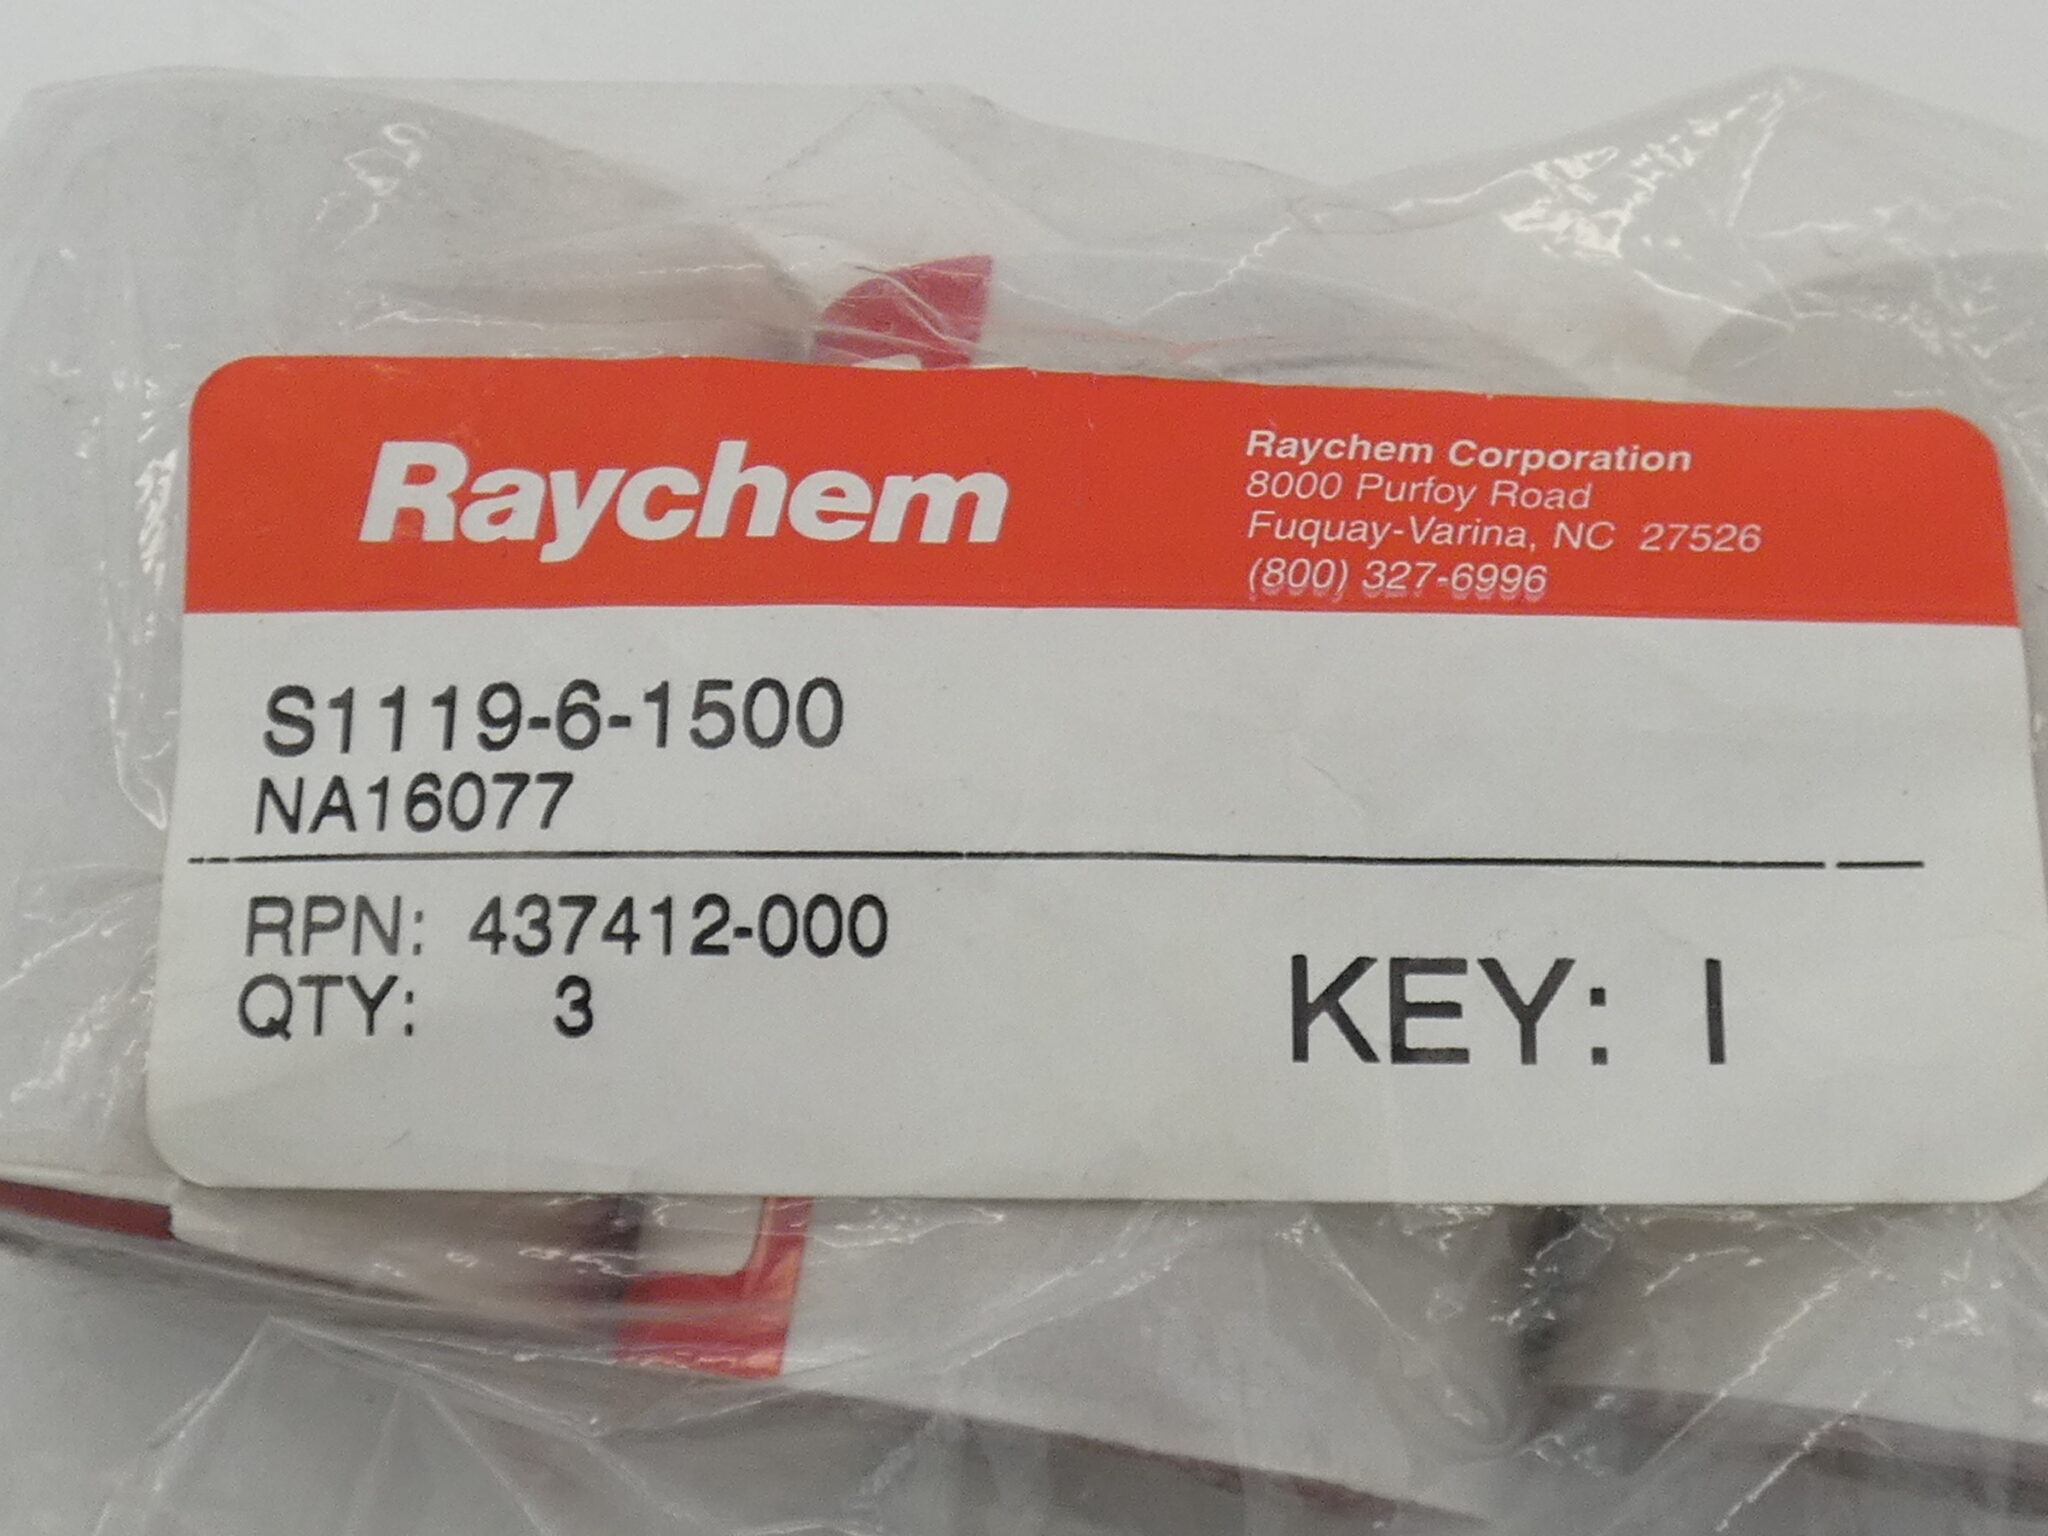 Raychem
Raychem Corporation
8000 Purfoy Road
Fuquay-Varina, NC 27526
(800) 327-6996
S1119-6-1500
NA16077
RPN: 437412-000
QTY: 3
KEY: I